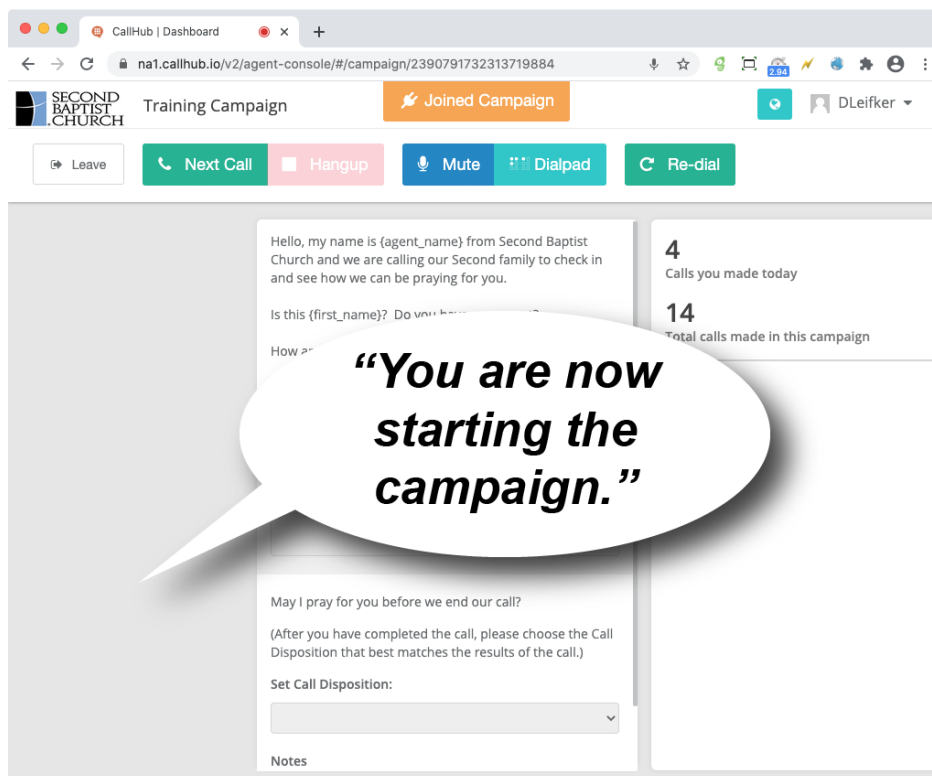 CallHub | Dashboard
na1.callhub.io/v2/agent-console/#/campaign/2390791732313719884
2.94
SECOND
BAPTIST
CHURCH
Training Campaign
Joined Campaign
DLeifker
Leave
Next Call
Hangup
Mute
Dialpad
Re-dial
Hello, my name is {agent_name} from Second Baptist
Church and we are calling our Second family to check in
and see how we can be praying for you.
Is this {first_name}? Do you have
How
“You are now
starting the
campaign.”
May I pray for you before we end our call?
(After you have completed the call, please choose the Call
Disposition that best matches the results of the call.)
Set Call Disposition:
Notes
4
Calls you made today
14
Total calls made in this campaign